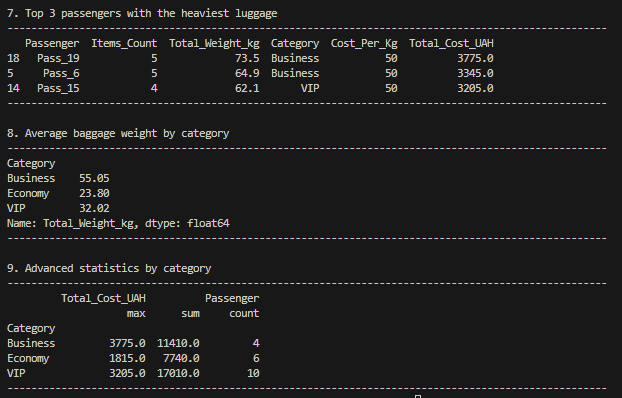 7. Top 3 passengers with the heaviest luggage
----------------------------------------------------------------------------------------------------
   Passenger  Items_Count  Total_Weight_kg  Category  Cost_Per_Kg  Total_Cost_UAH
18   Pass_19            5             73.5  Business           50          3775.0
5     Pass_6            5             64.9  Business           50          3345.0
14   Pass_15            4             62.1       VIP           50          3205.0
----------------------------------------------------------------------------------------------------
8. Average baggage weight by category
----------------------------------------------------------------------------------------------------
Category
Business    55.05
Economy     23.80
VIP         32.02
Name: Total_Weight_kg, dtype: float64
----------------------------------------------------------------------------------------------------
9. Advanced statistics by category
----------------------------------------------------------------------------------------------------
         Total_Cost_UAH          Passenger
                    max      sum     count
Category
Business         3775.0  11410.0         4
Economy          1815.0   7740.0         6
VIP              3205.0  17010.0        10
----------------------------------------------------------------------------------------------------